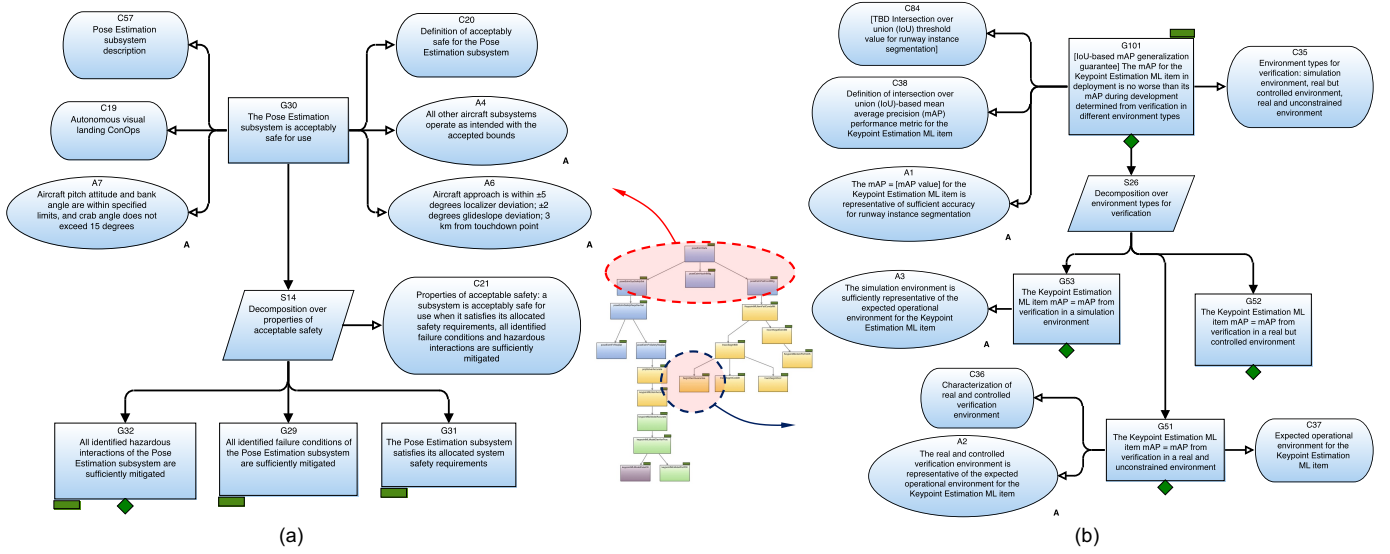 C57
Pose Estimation
subsystem
description
C20
Definition of acceptably
safe for the Pose
Estimation subsystem
C19
Autonomous visual
landing ConOps
G30
The Pose Estimation
subsystem is acceptably
safe for use
A4
All other aircraft subsystems
operate as intended with the
accepted bounds
A
A7
Aircraft pitch attitude and bank
angle are within specified
limits, and crab angle does not
exceed 15 degrees
A
A6
Aircraft approach is within ±5
degrees localizer deviation; ±2
degrees glideslope deviation; 3
km from touchdown point
A
S14
Decomposition over
properties of
acceptable safety
C21
Properties of acceptable safety: a
subsystem is acceptably safe for
use when it satisfies its allocated
safety requirements, all identified
failure conditions and hazardous
interactions are sufficiently
mitigated
G32
All identified hazardous
interactions of the Pose
Estimation subsystem are
sufficiently mitigated
G29
All identified failure conditions of
the Pose Estimation subsystem
are sufficiently mitigated
G31
The Pose Estimation subsystem
satisfies its allocated system
safety requirements
(a)
C84
[TBD Intersection over
union (IoU) threshold
value for runway instance
segmentation]
G101
[IoU-based mAP generalization
guarantee] The mAP for the
Keypoint Estimation ML item in
deployment is no worse than its
mAP during development
determined from verification in
different environment types
C35
Environment types for
verification: simulation
environment, real but
controlled environment,
real and unconstrained
environment
C38
Definition of intersection over
union (IoU)-based mean
average precision (mAP)
performance metric for the
Keypoint Estimation ML item
A1
The mAP = [mAP value] for the
Keypoint Estimation ML item is
representative of sufficient accuracy
for runway instance segmentation
A
S26
Decomposition over
environment types for
verification
A3
The simulation environment is
sufficiently representative of the
expected operational
environment for the Keypoint
Estimation ML item
A
G53
The Keypoint Estimation
ML item mAP = mAP from
verification in a simulation
environment
G52
The Keypoint Estimation ML
item mAP = mAP from
verification in a real but
controlled environment
C36
Characterization of
real and controlled
verification
environment
A2
The real and controlled
verification environment is
representative of the expected
operational environment for the
Keypoint Estimation ML item
A
G51
The Keypoint Estimation ML
item mAP = mAP from
verification in a real and
unconstrained environment
C37
Expected operational
environment for the
Keypoint Estimation
ML item
(b)